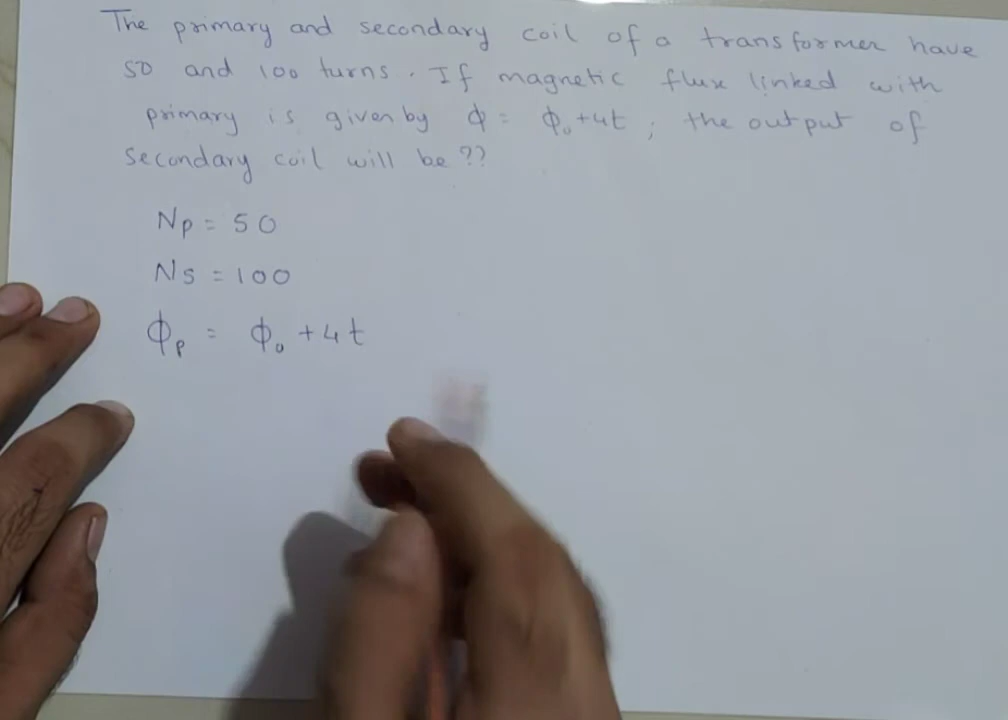 The primary and secondary coil of a transformer have
50 and 100 turns. If magnetic flux linked with
primary is given by ϕ = ϕ₀+4t ; the output of
secondary coil will be ??
Np = 50
Ns = 100
ϕp = ϕ₀ + 4t